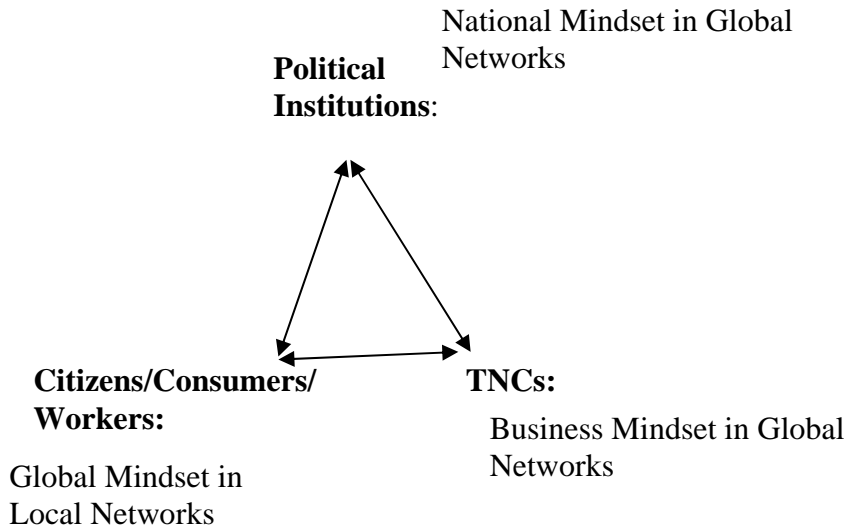 National Mindset in Global
Networks
Political
Institutions:
Citizens/Consumers/
Workers:
Global Mindset in
Local Networks
TNCs:
Business Mindset in Global
Networks